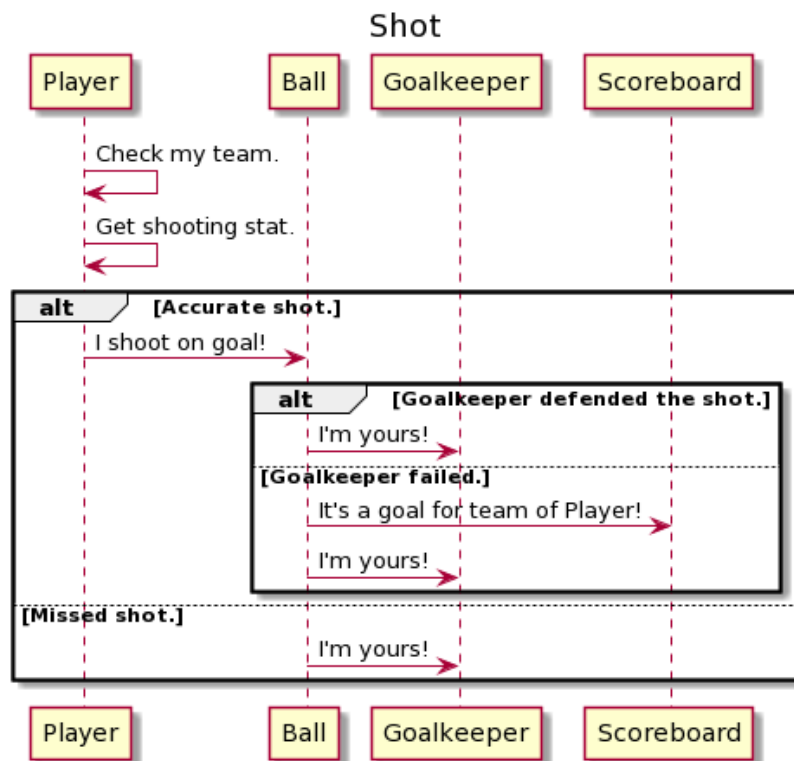 Shot
Player Ball Goalkeeper Scoreboard
Check my team.
Get shooting stat.
alt [Accurate shot.]
I shoot on goal!
alt [Goalkeeper defended the shot.]
I'm yours!
[Goalkeeper failed.]
It's a goal for team of Player!
I'm yours!
[Missed shot.]
I'm yours!
Player Ball Goalkeeper Scoreboard